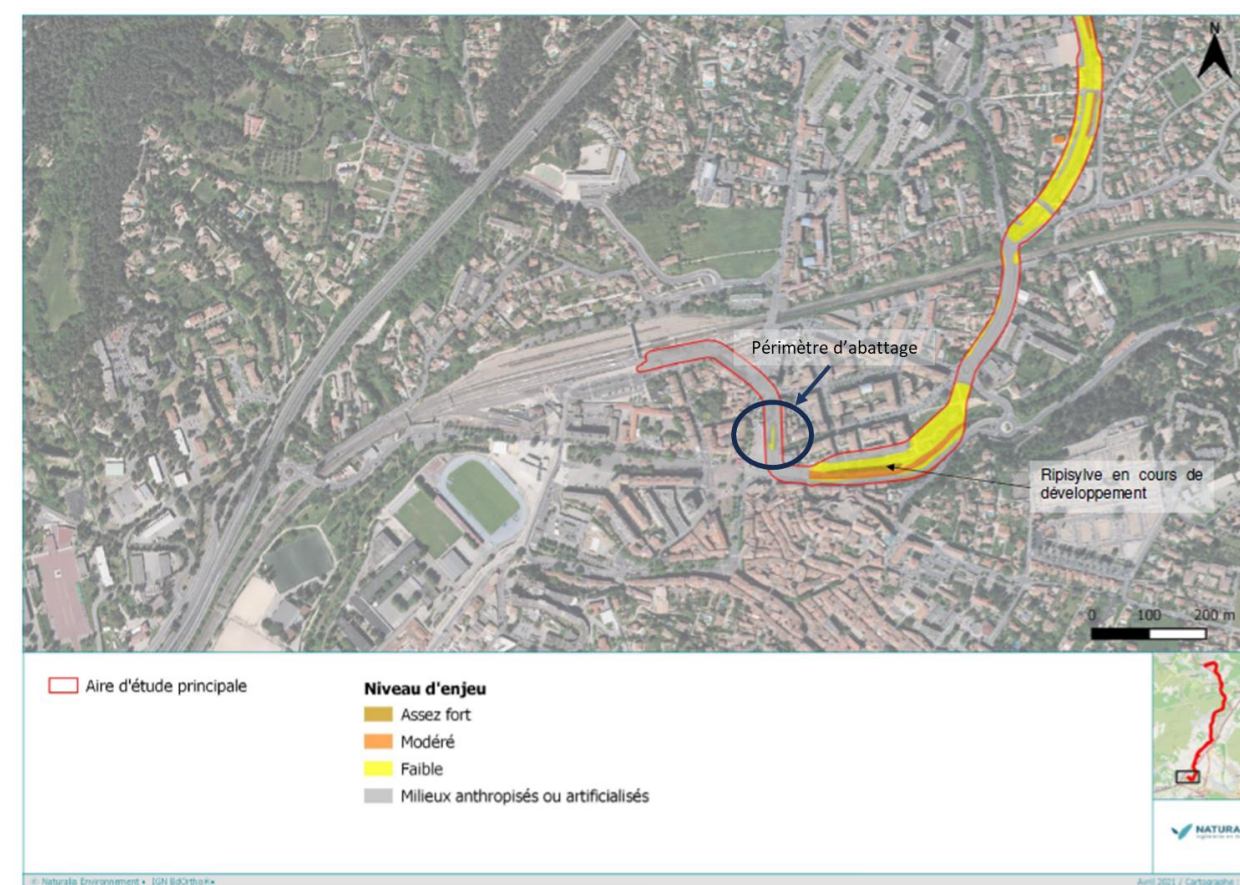 N
Périmètre d'abattage
Ripisylve en cours de
développement
0 100 200 m
Aire d'étude principale
Niveau d'enjeu
Assez fort
Modéré
Faible
Milieux anthropisés ou artificialisés
NATURA
© Naturalia Environnement • IGN BdOrtho®•
Avril 2021 / Cartographe :